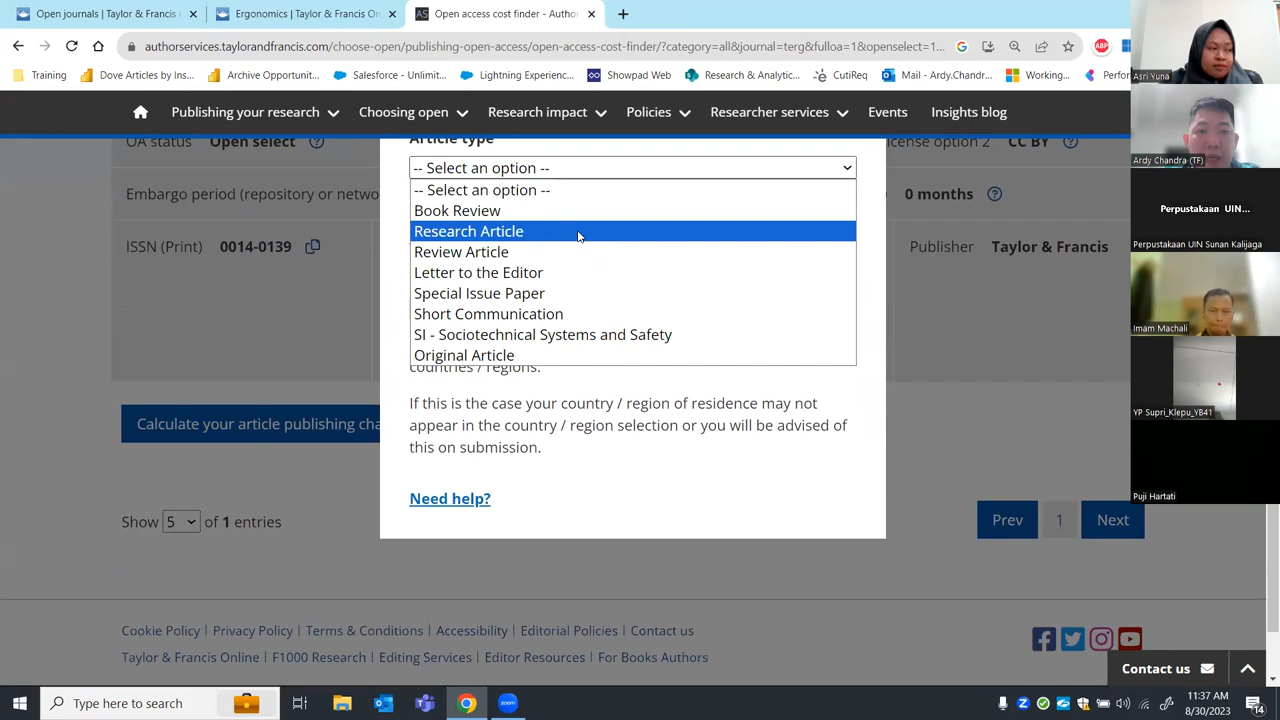 Open journals | Taylor & Francis
Ergonomics | Taylor & Francis On
Open access cost finder - Author
authorservices.taylorandfrancis.com/choose-open/publishing-open-access/open-access-cost-finder/?category=all&journal=terg&fulloa=1&openselect=1...
Training
Dove Articles by Ins...
Archive Opportunit...
Salesforce - Unlimit...
Lightning Experienc...
Showpad Web
Research & Analytic...
CutiReq
Mail - Ardy.Chandr...
Working...
Perfor
Publishing your research
Choosing open
Research impact
Policies
Researcher services
Events
Insights blog
OA status Open select
Article type
cense option 2 CC BY
-- Select an option --
-- Select an option --
Book Review
Research Article
Review Article
Letter to the Editor
Special Issue Paper
Short Communication
SI - Sociotechnical Systems and Safety
Original Article
countries / regions.
Embargo period (repository or netwo
0 months
ISSN (Print) 0014-0139
Publisher Taylor & Francis
If this is the case your country / region of residence may not
appear in the country / region selection or you will be advised of
this on submission.
Need help?
Calculate your article publishing cha
Show 5 of 1 entries
Prev 1 Next
Cookie Policy | Privacy Policy | Terms & Conditions | Accessibility | Editorial Policies | Contact us
Taylor & Francis Online | F1000 Research | Editing Services | Editor Resources | For Books Authors
Contact us
Asri Yuna
Ardy Chandra (TF)
Perpustakaan UIN...
Perpustakaan UIN Sunan Kalijaga
Imam Machali
YP Supri_Klepu_YB41
Puji Hartati
Type here to search
11:37 AM
8/30/2023
14